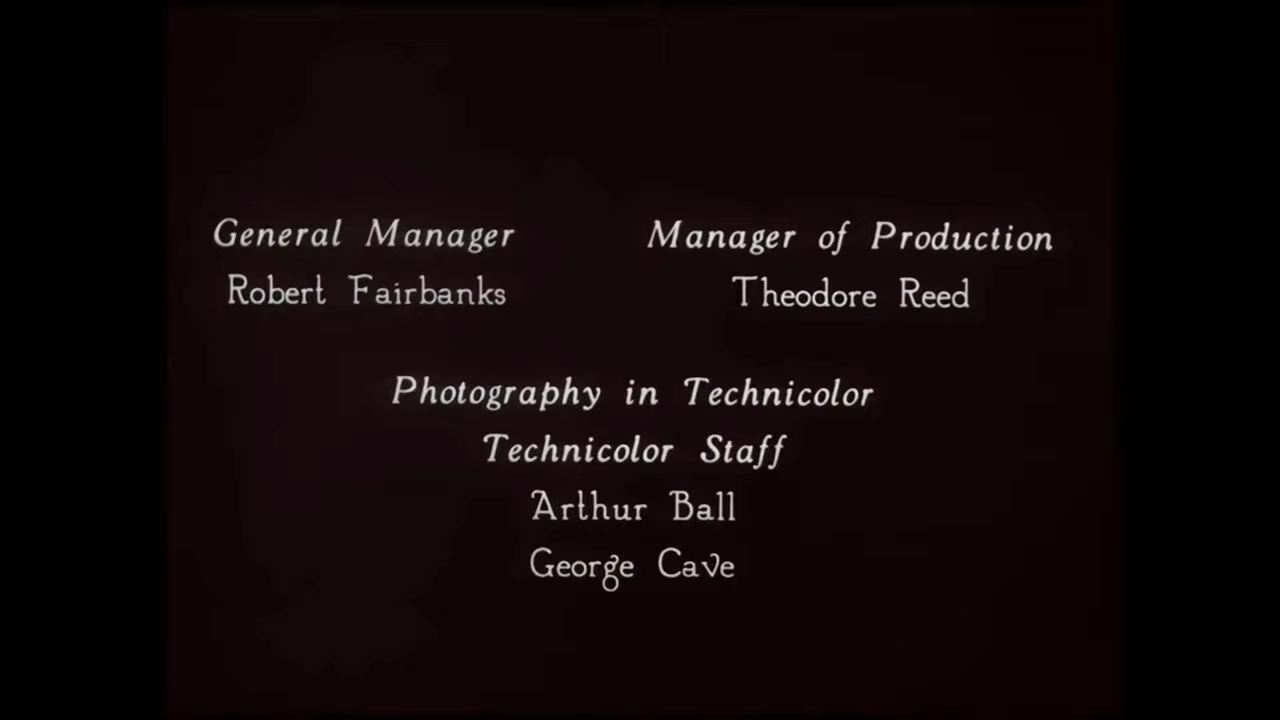 General Manager
Robert Fairbanks
Manager of Production
Theodore Reed
Photography in Technicolor
Technicolor Staff
Arthur Ball
George Cave